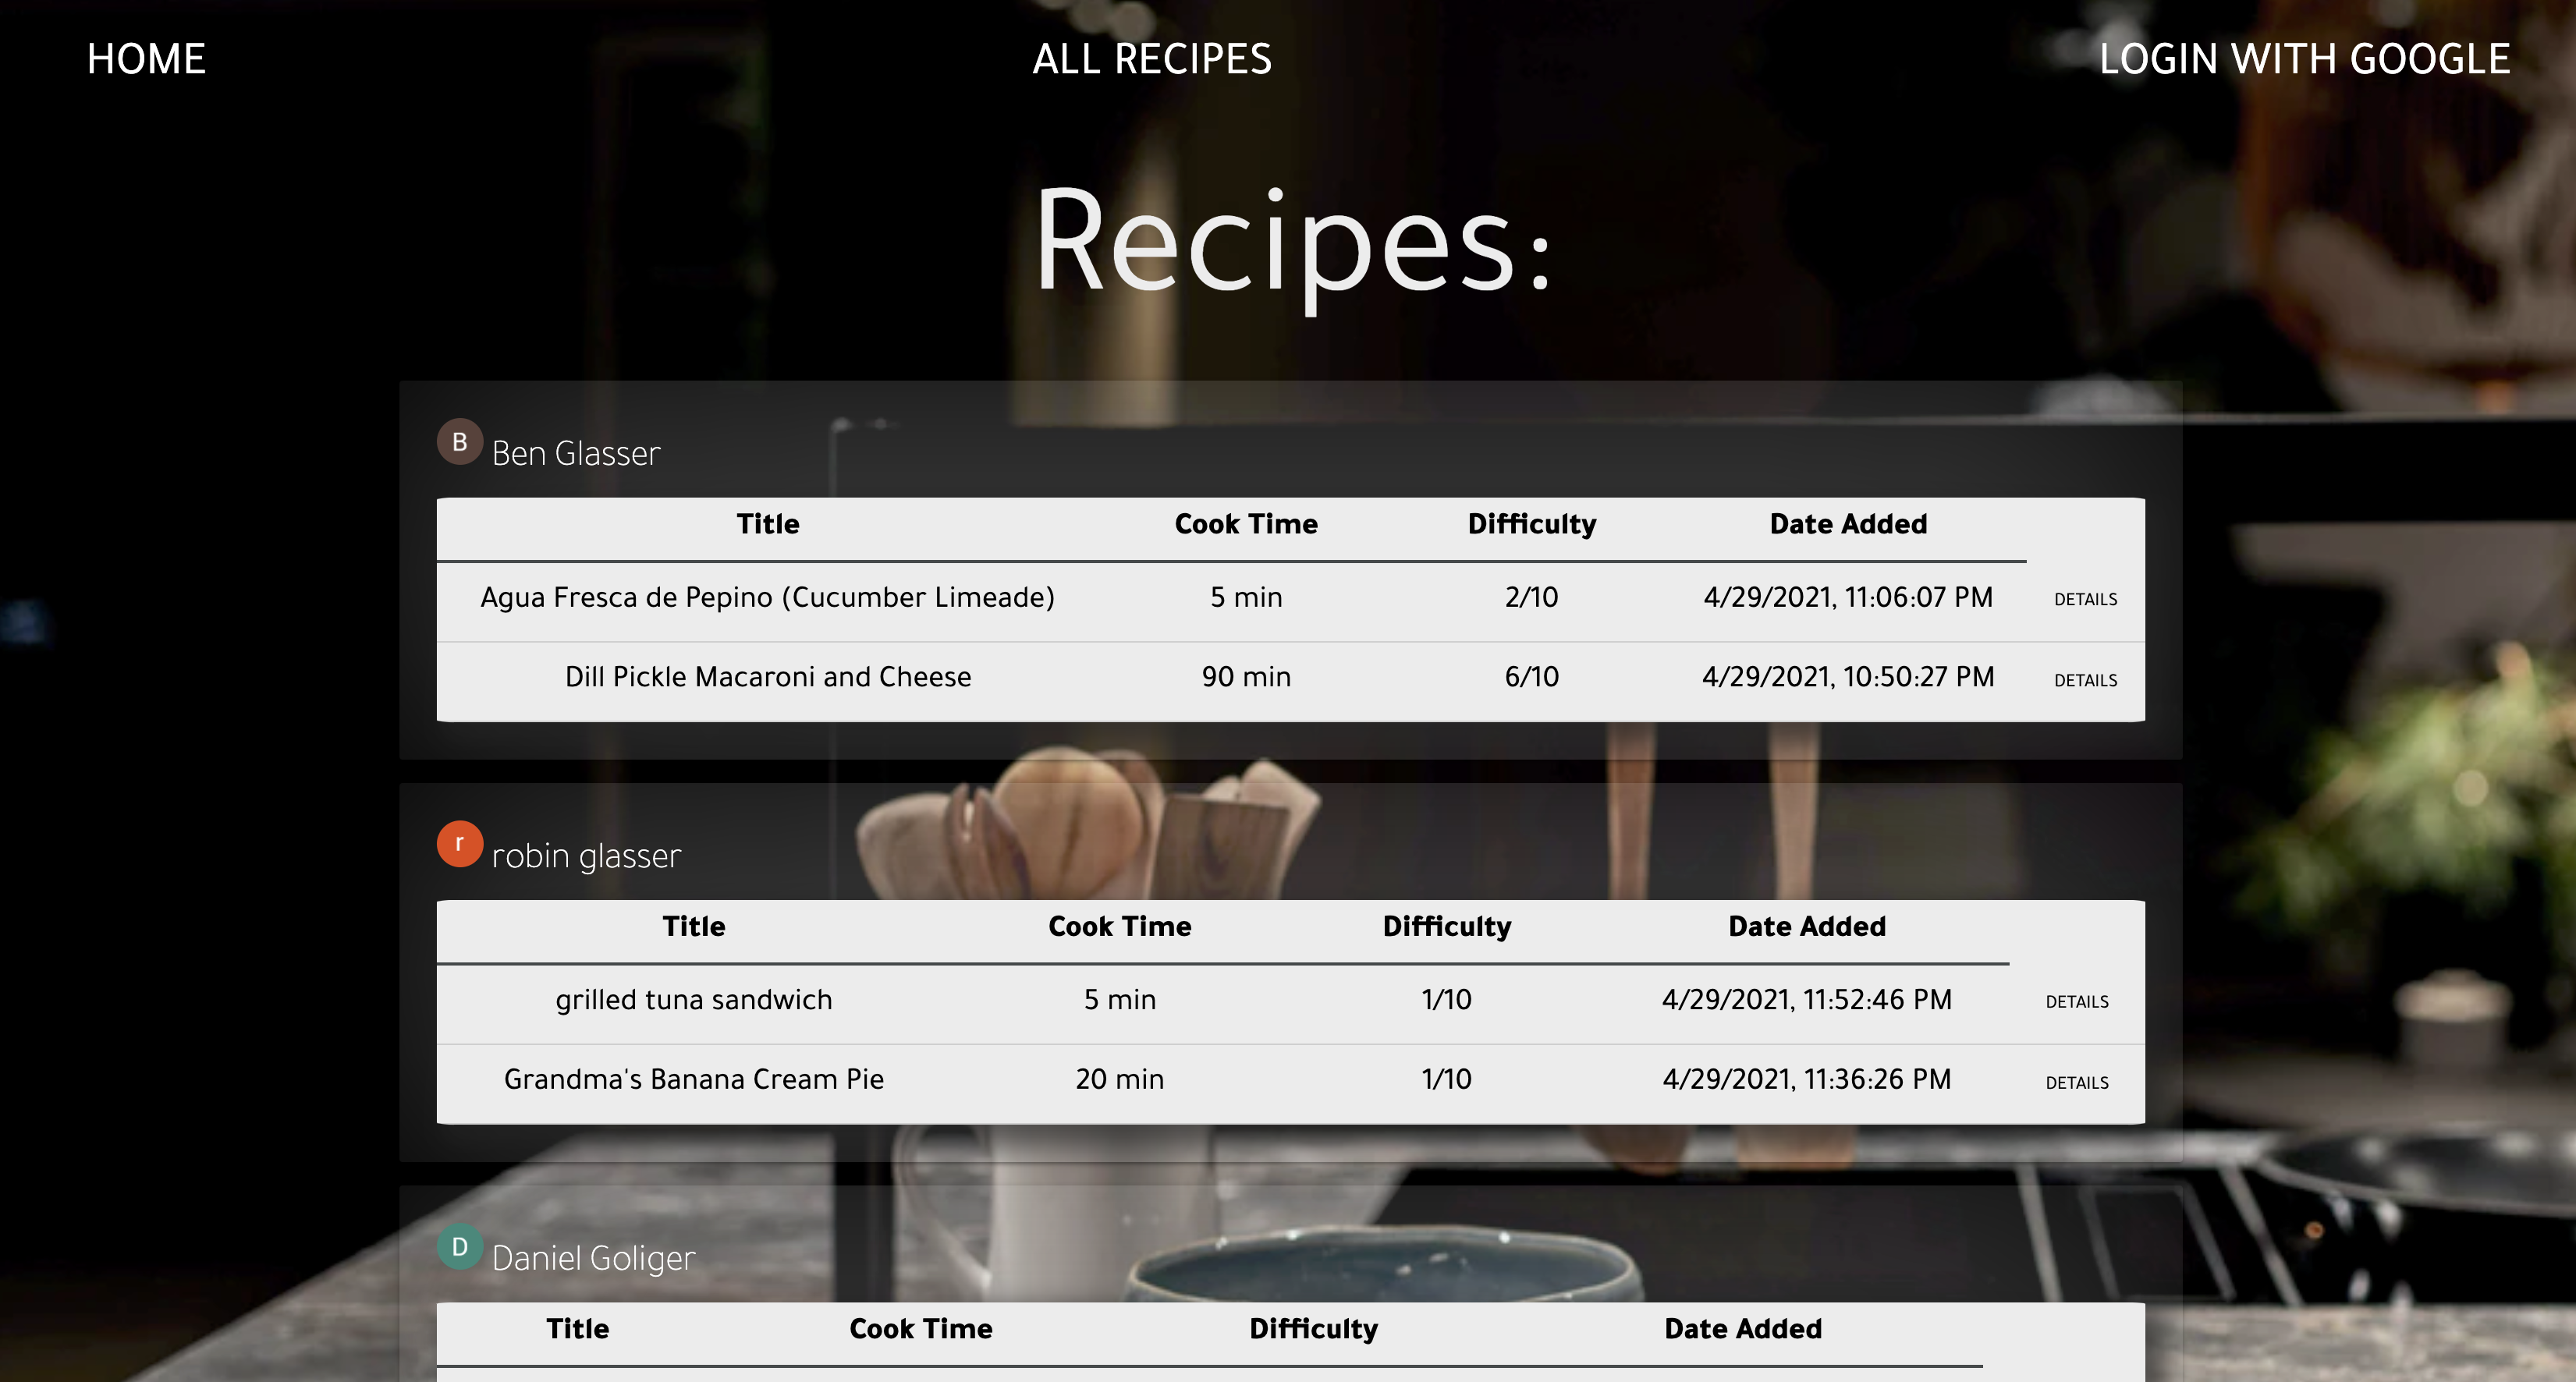 HOME ALL RECIPES LOGIN WITH GOOGLE
Recipes:
B Ben Glasser
Title Cook Time Difficulty Date Added
Agua Fresca de Pepino (Cucumber Limeade) 5 min 2/10 4/29/2021, 11:06:07 PM DETAILS
Dill Pickle Macaroni and Cheese 90 min 6/10 4/29/2021, 10:50:27 PM DETAILS
r robin glasser
Title Cook Time Difficulty Date Added
grilled tuna sandwich 5 min 1/10 4/29/2021, 11:52:46 PM DETAILS
Grandma's Banana Cream Pie 20 min 1/10 4/29/2021, 11:36:26 PM DETAILS
D Daniel Goliger
Title Cook Time Difficulty Date Added